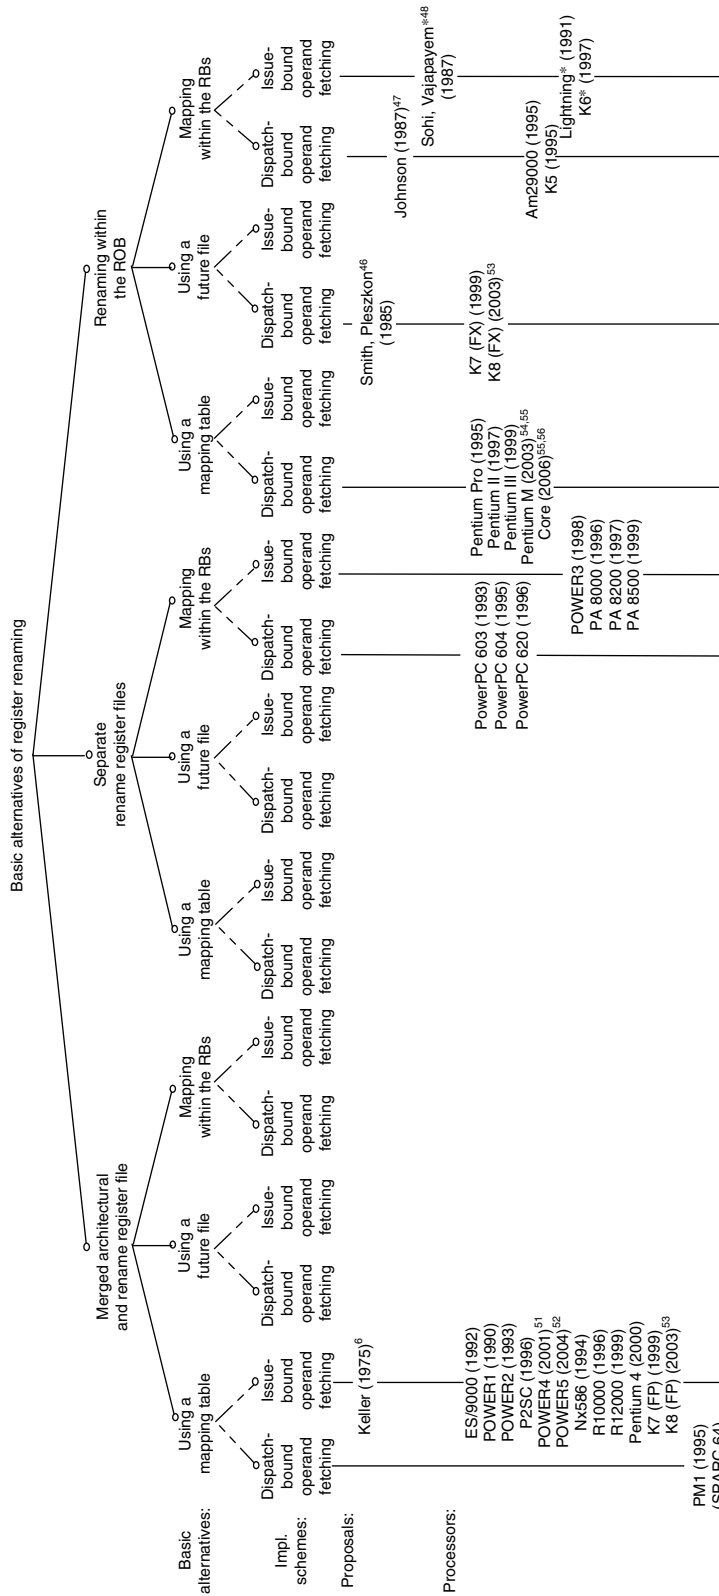 Basic alternatives of register renaming
Merged architectural
and rename register file
Separate
rename register files
Renaming within
the ROB
Basic
alternatives:
Using a
mapping table
Using a
future file
Mapping
within the RBs
Using a
mapping table
Using a
future file
Mapping
within the RBs
Using a
mapping table
Using a
future file
Mapping
within the RBs
Impl.
schemes:
Dispatch-
bound
operand
fetching
Issue-
bound
operand
fetching
Dispatch-
bound
operand
fetching
Issue-
bound
operand
fetching
Dispatch-
bound
operand
fetching
Issue-
bound
operand
fetching
Dispatch-
bound
operand
fetching
Issue-
bound
operand
fetching
Dispatch-
bound
operand
fetching
Issue-
bound
operand
fetching
Dispatch-
bound
operand
fetching
Issue-
bound
operand
fetching
Dispatch-
bound
operand
fetching
Issue-
bound
operand
fetching
Dispatch-
bound
operand
fetching
Issue-
bound
operand
fetching
Dispatch-
bound
operand
fetching
Issue-
bound
operand
fetching
Proposals:
Keller (1975)6
Smith, Pleszkon46
(1985)
Johnson (1987)47
Sohi, Vajapayem*48
(1987)
Processors:
PM1 (1995)
(SPARC 64)
ES/9000 (1992)
POWER1 (1990)
POWER2 (1993)
P2SC (1996)
POWER4 (2001)51
POWER5 (2004)52
Nx586 (1994)
R10000 (1996)
R12000 (1999)
Pentium 4 (2000)
K7 (FP) (1999)
K8 (FP) (2003)53
PowerPC 603 (1993)
PowerPC 604 (1995)
PowerPC 620 (1996)
POWER3 (1998)
PA 8000 (1996)
PA 8200 (1997)
PA 8500 (1999)
Pentium Pro (1995)
Pentium II (1997)
Pentium III (1999)
Pentium M (2003)54,55
Core (2006)55,56
K7 (FX) (1999)
K8 (FX) (2003)53
Am29000 (1995)
K5 (1995)
Lightning* (1991)
K6* (1997)